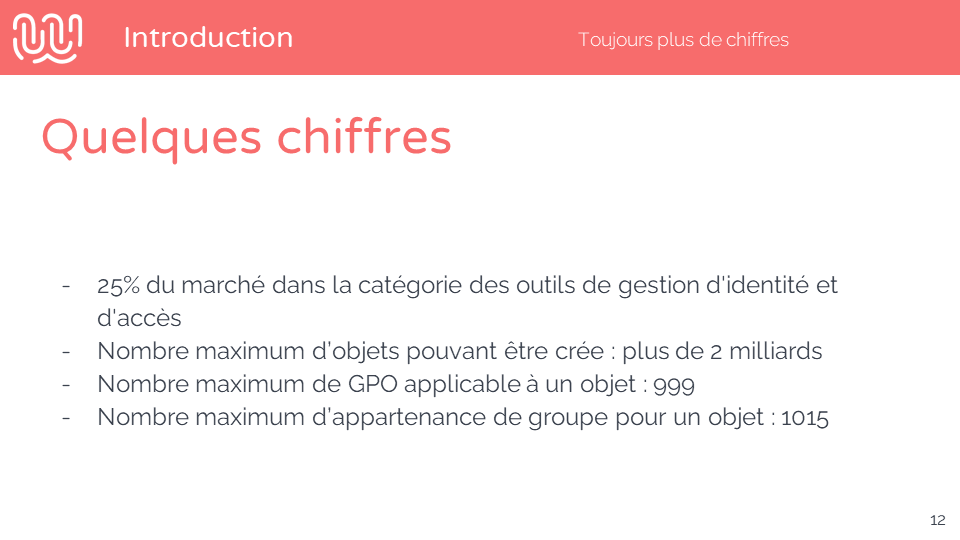 Introduction
Toujours plus de chiffres
Quelques chiffres
- 25% du marché dans la catégorie des outils de gestion d'identité et
d'accès
- Nombre maximum d’objets pouvant être crée : plus de 2 milliards
- Nombre maximum de GPO applicable à un objet : 999
- Nombre maximum d’appartenance de groupe pour un objet : 1015
12